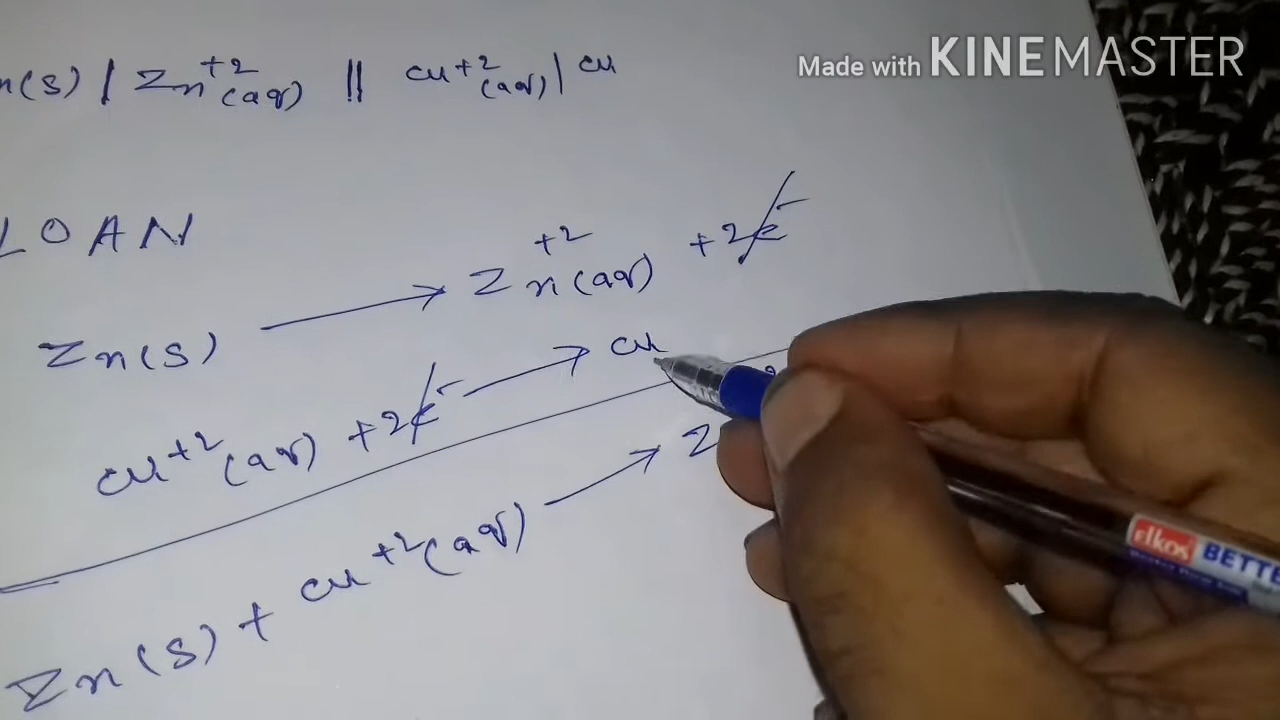 Made with KINEMASTER
n(s) | Zn+2(aq) || cu+2(aq) | cu
LOAN
Zn(s) → Zn+2(aq) + 2e-
cu+2(aq) + 2e- → cu
Zn(s) + cu+2(aq) → Z
elkos BETTE